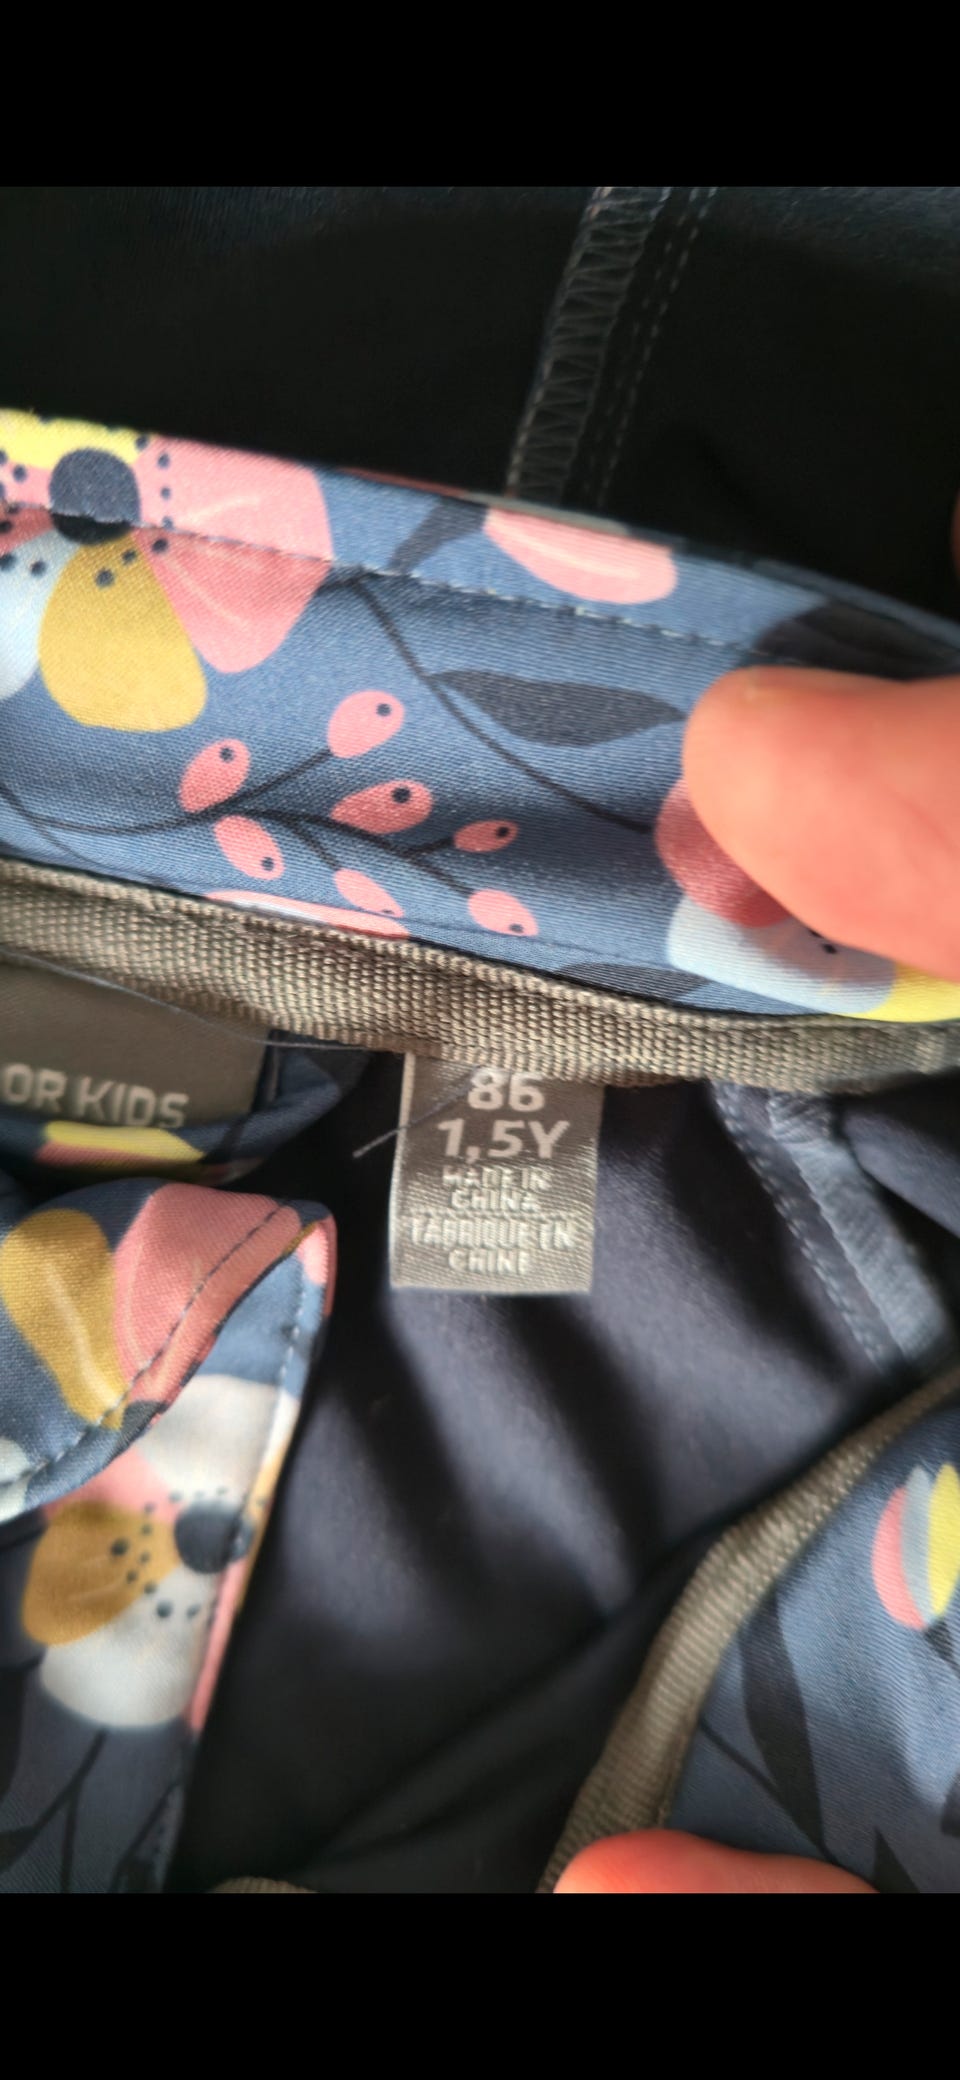 OR KIDS
86
1,5Y
MADE IN
CHINA
FABRIQUE EN
CHINE